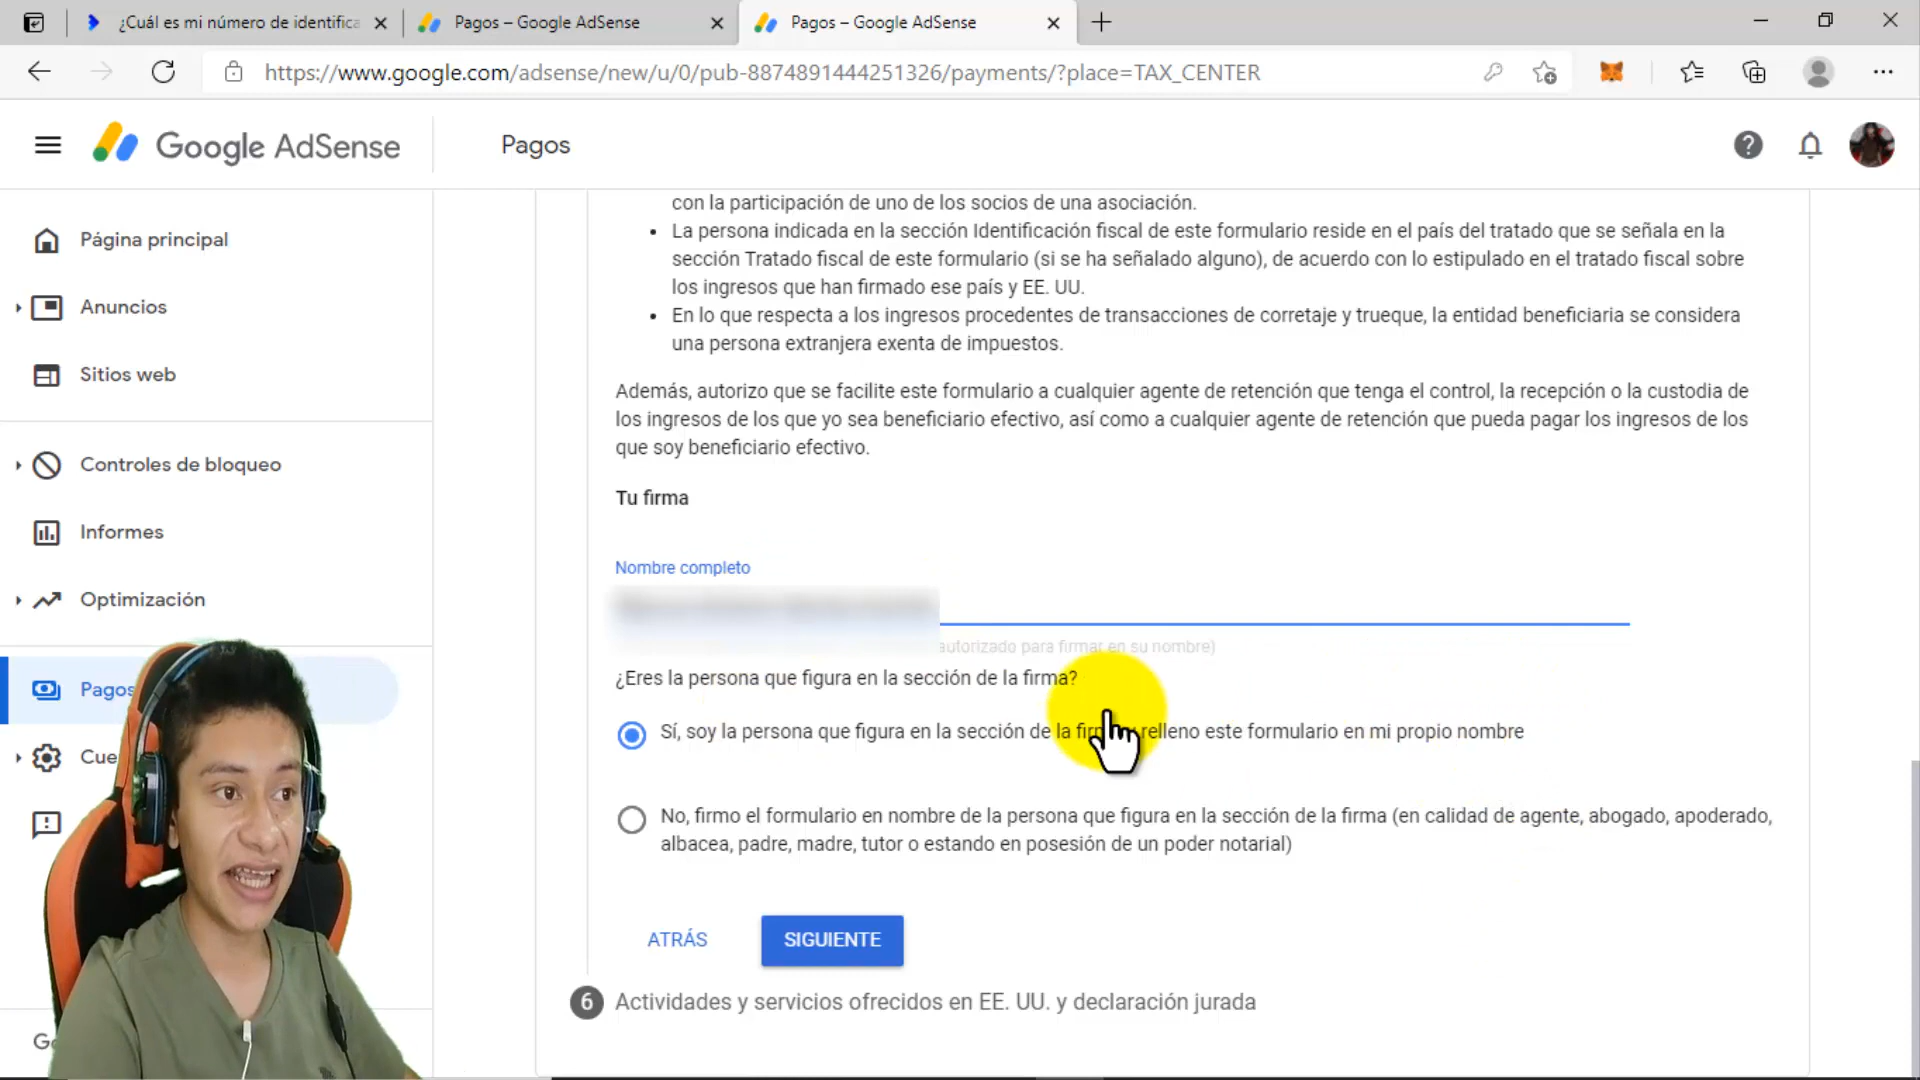 ¿Cuál es mi número de identifica
Pagos – Google AdSense
Pagos – Google AdSense
https://www.google.com/adsense/new/u/0/pub-8874891444251326/payments/?place=TAX_CENTER
Google AdSense
Pagos
Página principal
Anuncios
Sitios web
Controles de bloqueo
Informes
Optimización
Pagos
Cue
Go
con la participación de uno de los socios de una asociación.
• La persona indicada en la sección Identificación fiscal de este formulario reside en el país del tratado que se señala en la
sección Tratado fiscal de este formulario (si se ha señalado alguno), de acuerdo con lo estipulado en el tratado fiscal sobre
los ingresos que han firmado ese país y EE. UU.
• En lo que respecta a los ingresos procedentes de transacciones de corretaje y trueque, la entidad beneficiaria se considera
una persona extranjera exenta de impuestos.
Además, autorizo que se facilite este formulario a cualquier agente de retención que tenga el control, la recepción o la custodia de
los ingresos de los que yo sea beneficiario efectivo, así como a cualquier agente de retención que pueda pagar los ingresos de los
que soy beneficiario efectivo.
Tu firma
Nombre completo
autorizado para firmar en su nombre)
¿Eres la persona que figura en la sección de la firma?
Sí, soy la persona que figura en la sección de la firm relleno este formulario en mi propio nombre
No, firmo el formulario en nombre de la persona que figura en la sección de la firma (en calidad de agente, abogado, apoderado,
albacea, padre, madre, tutor o estando en posesión de un poder notarial)
ATRÁS
SIGUIENTE
6 Actividades y servicios ofrecidos en EE. UU. y declaración jurada